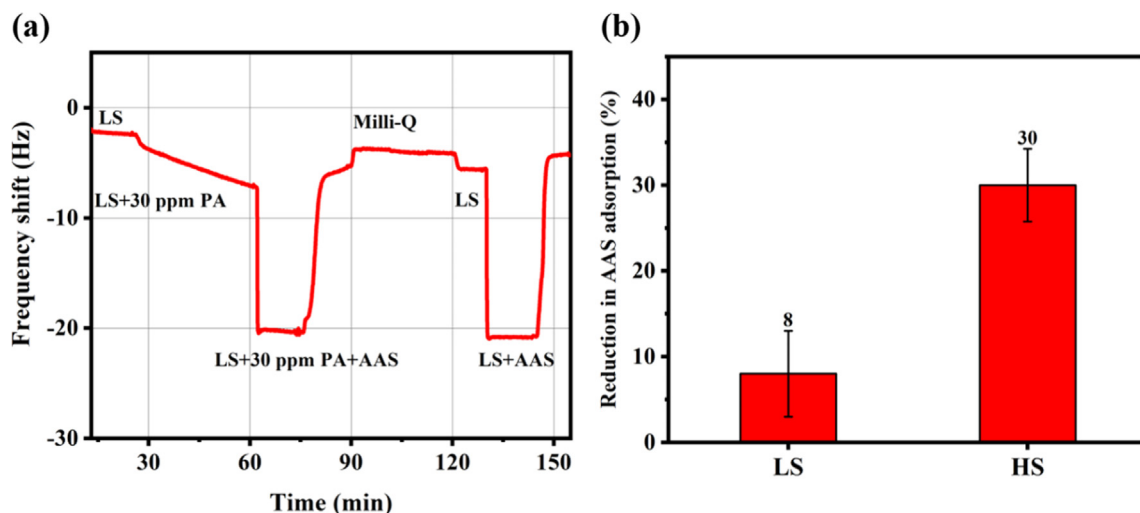 (a)
Frequency shift (Hz)
0
-10
-20
-30
LS
LS+30 ppm PA
Milli-Q
LS
LS+30 ppm PA+AAS
LS+AAS
30
60
90
120
150
Time (min)
(b)
Reduction in AAS adsorption (%)
40
30
20
10
0
8
30
LS
HS